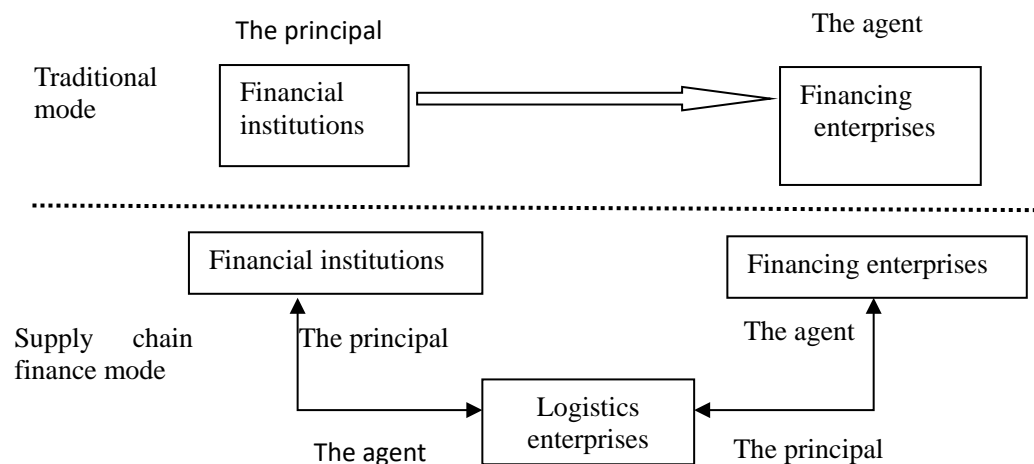 The principal
The agent
Traditional
mode
Financial
institutions
Financing
enterprises
Financial institutions
Financing enterprises
Supply chain
finance mode
The principal
The agent
Logistics
enterprises
The agent
The principal